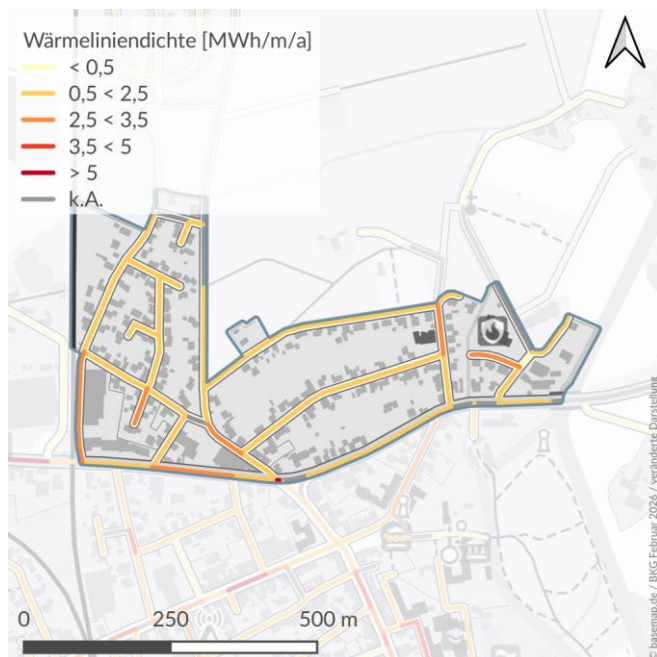 Wärmeliniendichte [MWh/m/a]
< 0,5
0,5 < 2,5
2,5 < 3,5
3,5 < 5
> 5
k.A.
0 250 500 m
© basemap.de / BKG Februar 2026 / veränderte Darstellung